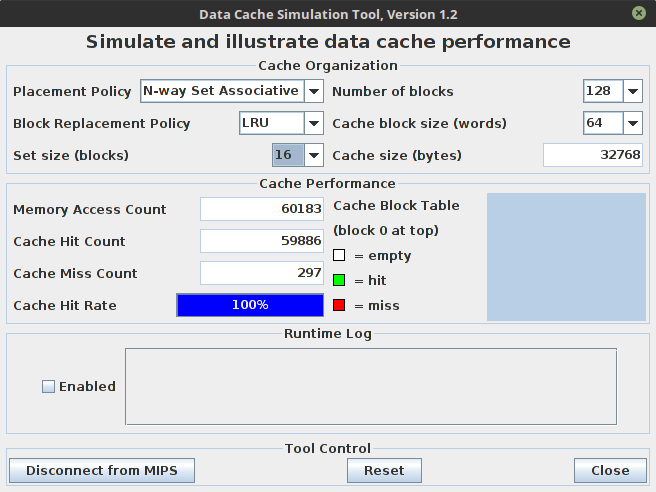 Data Cache Simulation Tool, Version 1.2
Simulate and illustrate data cache performance
Cache Organization
Placement Policy N-way Set Associative Number of blocks 128
Block Replacement Policy LRU Cache block size (words) 64
Set size (blocks) 16 Cache size (bytes) 32768
Cache Performance
Memory Access Count 60183
Cache Hit Count 59886
Cache Miss Count 297
Cache Hit Rate 100%
Cache Block Table
(block 0 at top)
= empty
= hit
= miss
Runtime Log
Enabled
Tool Control
Disconnect from MIPS Reset Close